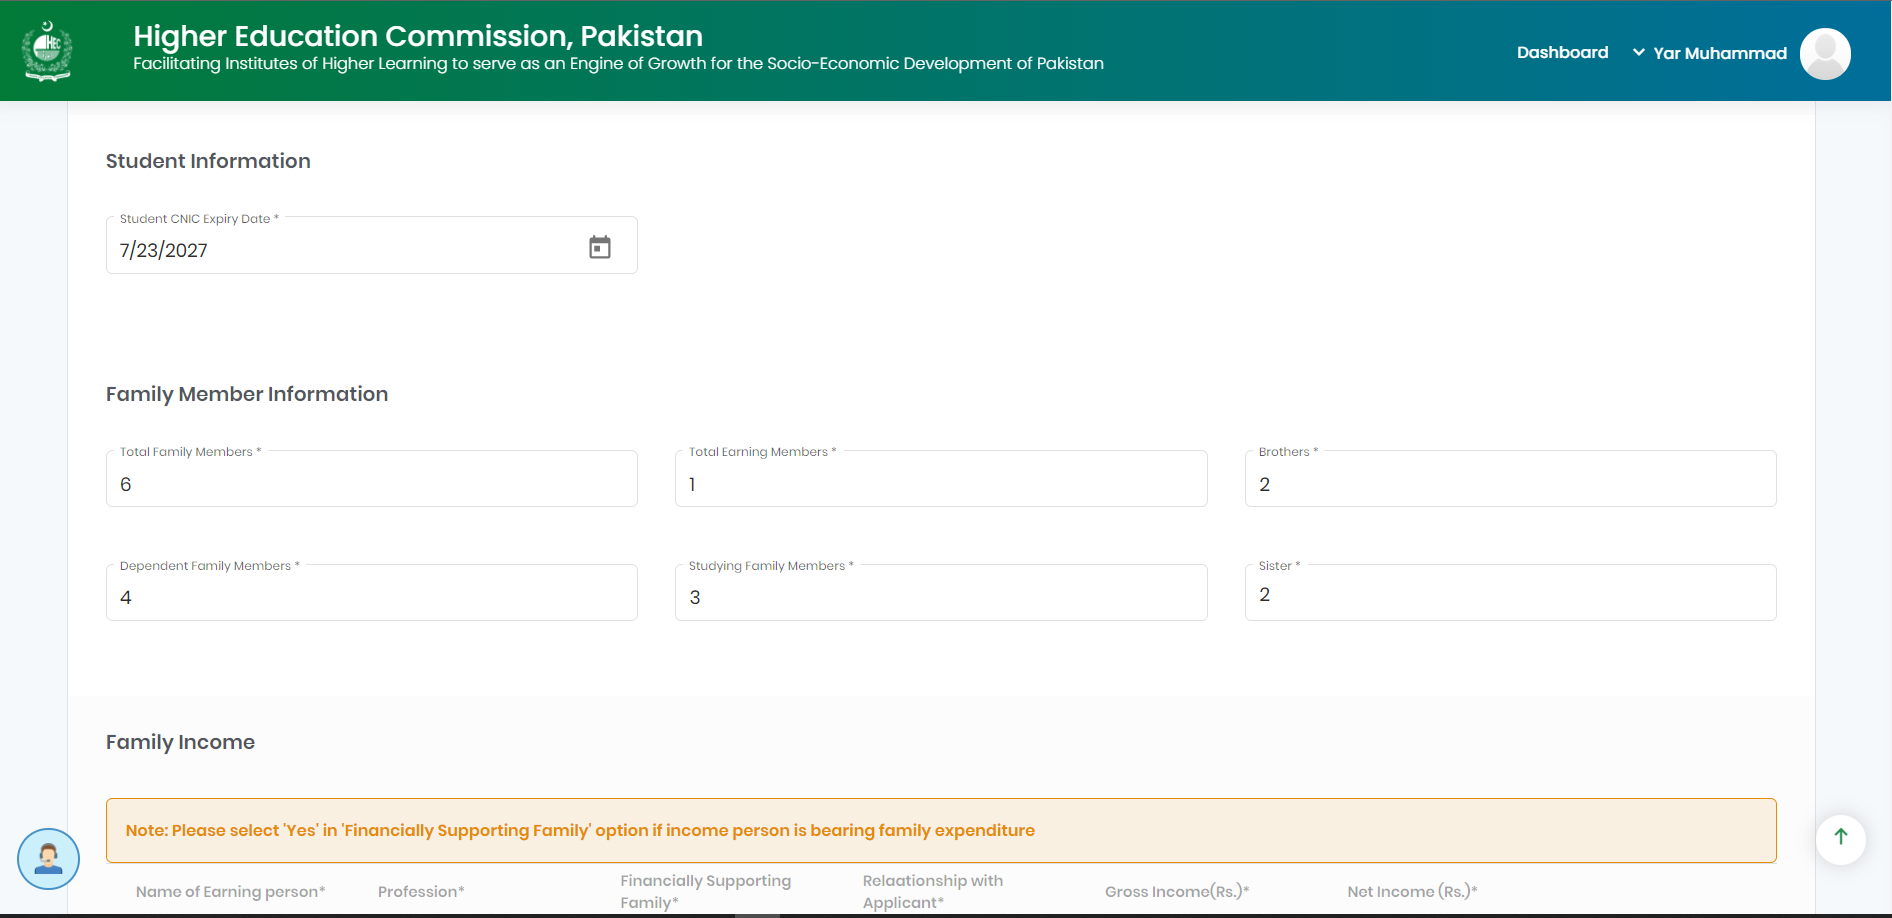 HEC
Higher Education Commission, Pakistan
Facilitating Institutes of Higher Learning to serve as an Engine of Growth for the Socio-Economic Development of Pakistan
Dashboard
Yar Muhammad
Student Information
Student CNIC Expiry Date *
7/23/2027
Family Member Information
Total Family Members *
6
Total Earning Members *
1
Brothers *
2
Dependent Family Members *
4
Studying Family Members *
3
Sister *
2
Family Income
Note: Please select 'Yes' in 'Financially Supporting Family' option if income person is bearing family expenditure
Name of Earning person*
Profession*
Financially Supporting
Family*
Relaationship with
Applicant*
Gross Income(Rs.)*
Net Income (Rs.)*